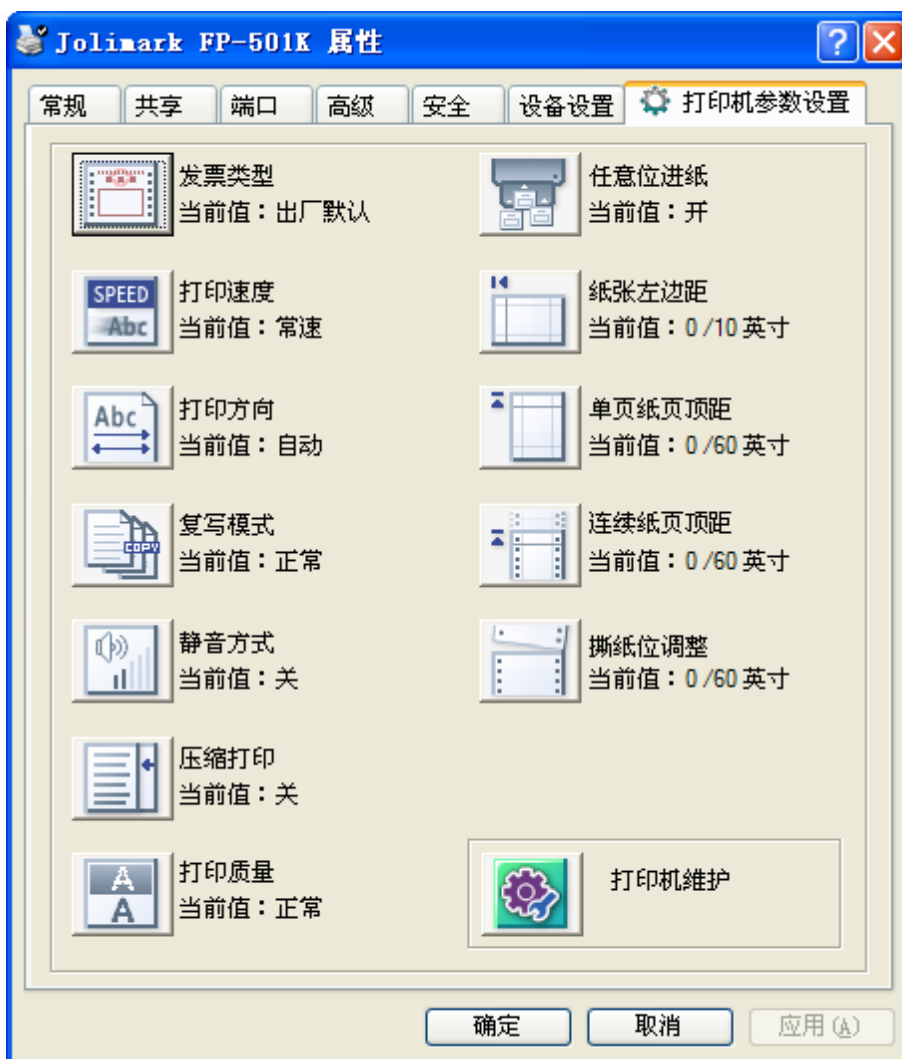 Jolimark FP-501K 属性
常规 共享 端口 高级 安全 设备设置 打印机参数设置
发票类型
当前值：出厂默认
任意位进纸
当前值：开
SPEED
Abc
打印速度
当前值：常速
纸张左边距
当前值：0 /10 英寸
Abc
打印方向
当前值：自动
单页纸页顶距
当前值：0 /60 英寸
COPY
复写模式
当前值：正常
连续纸页顶距
当前值：0 /60 英寸
静音方式
当前值：关
撕纸位调整
当前值：0 /60 英寸
压缩打印
当前值：关
A
A
打印质量
当前值：正常
打印机维护
确定 取消 应用(A)